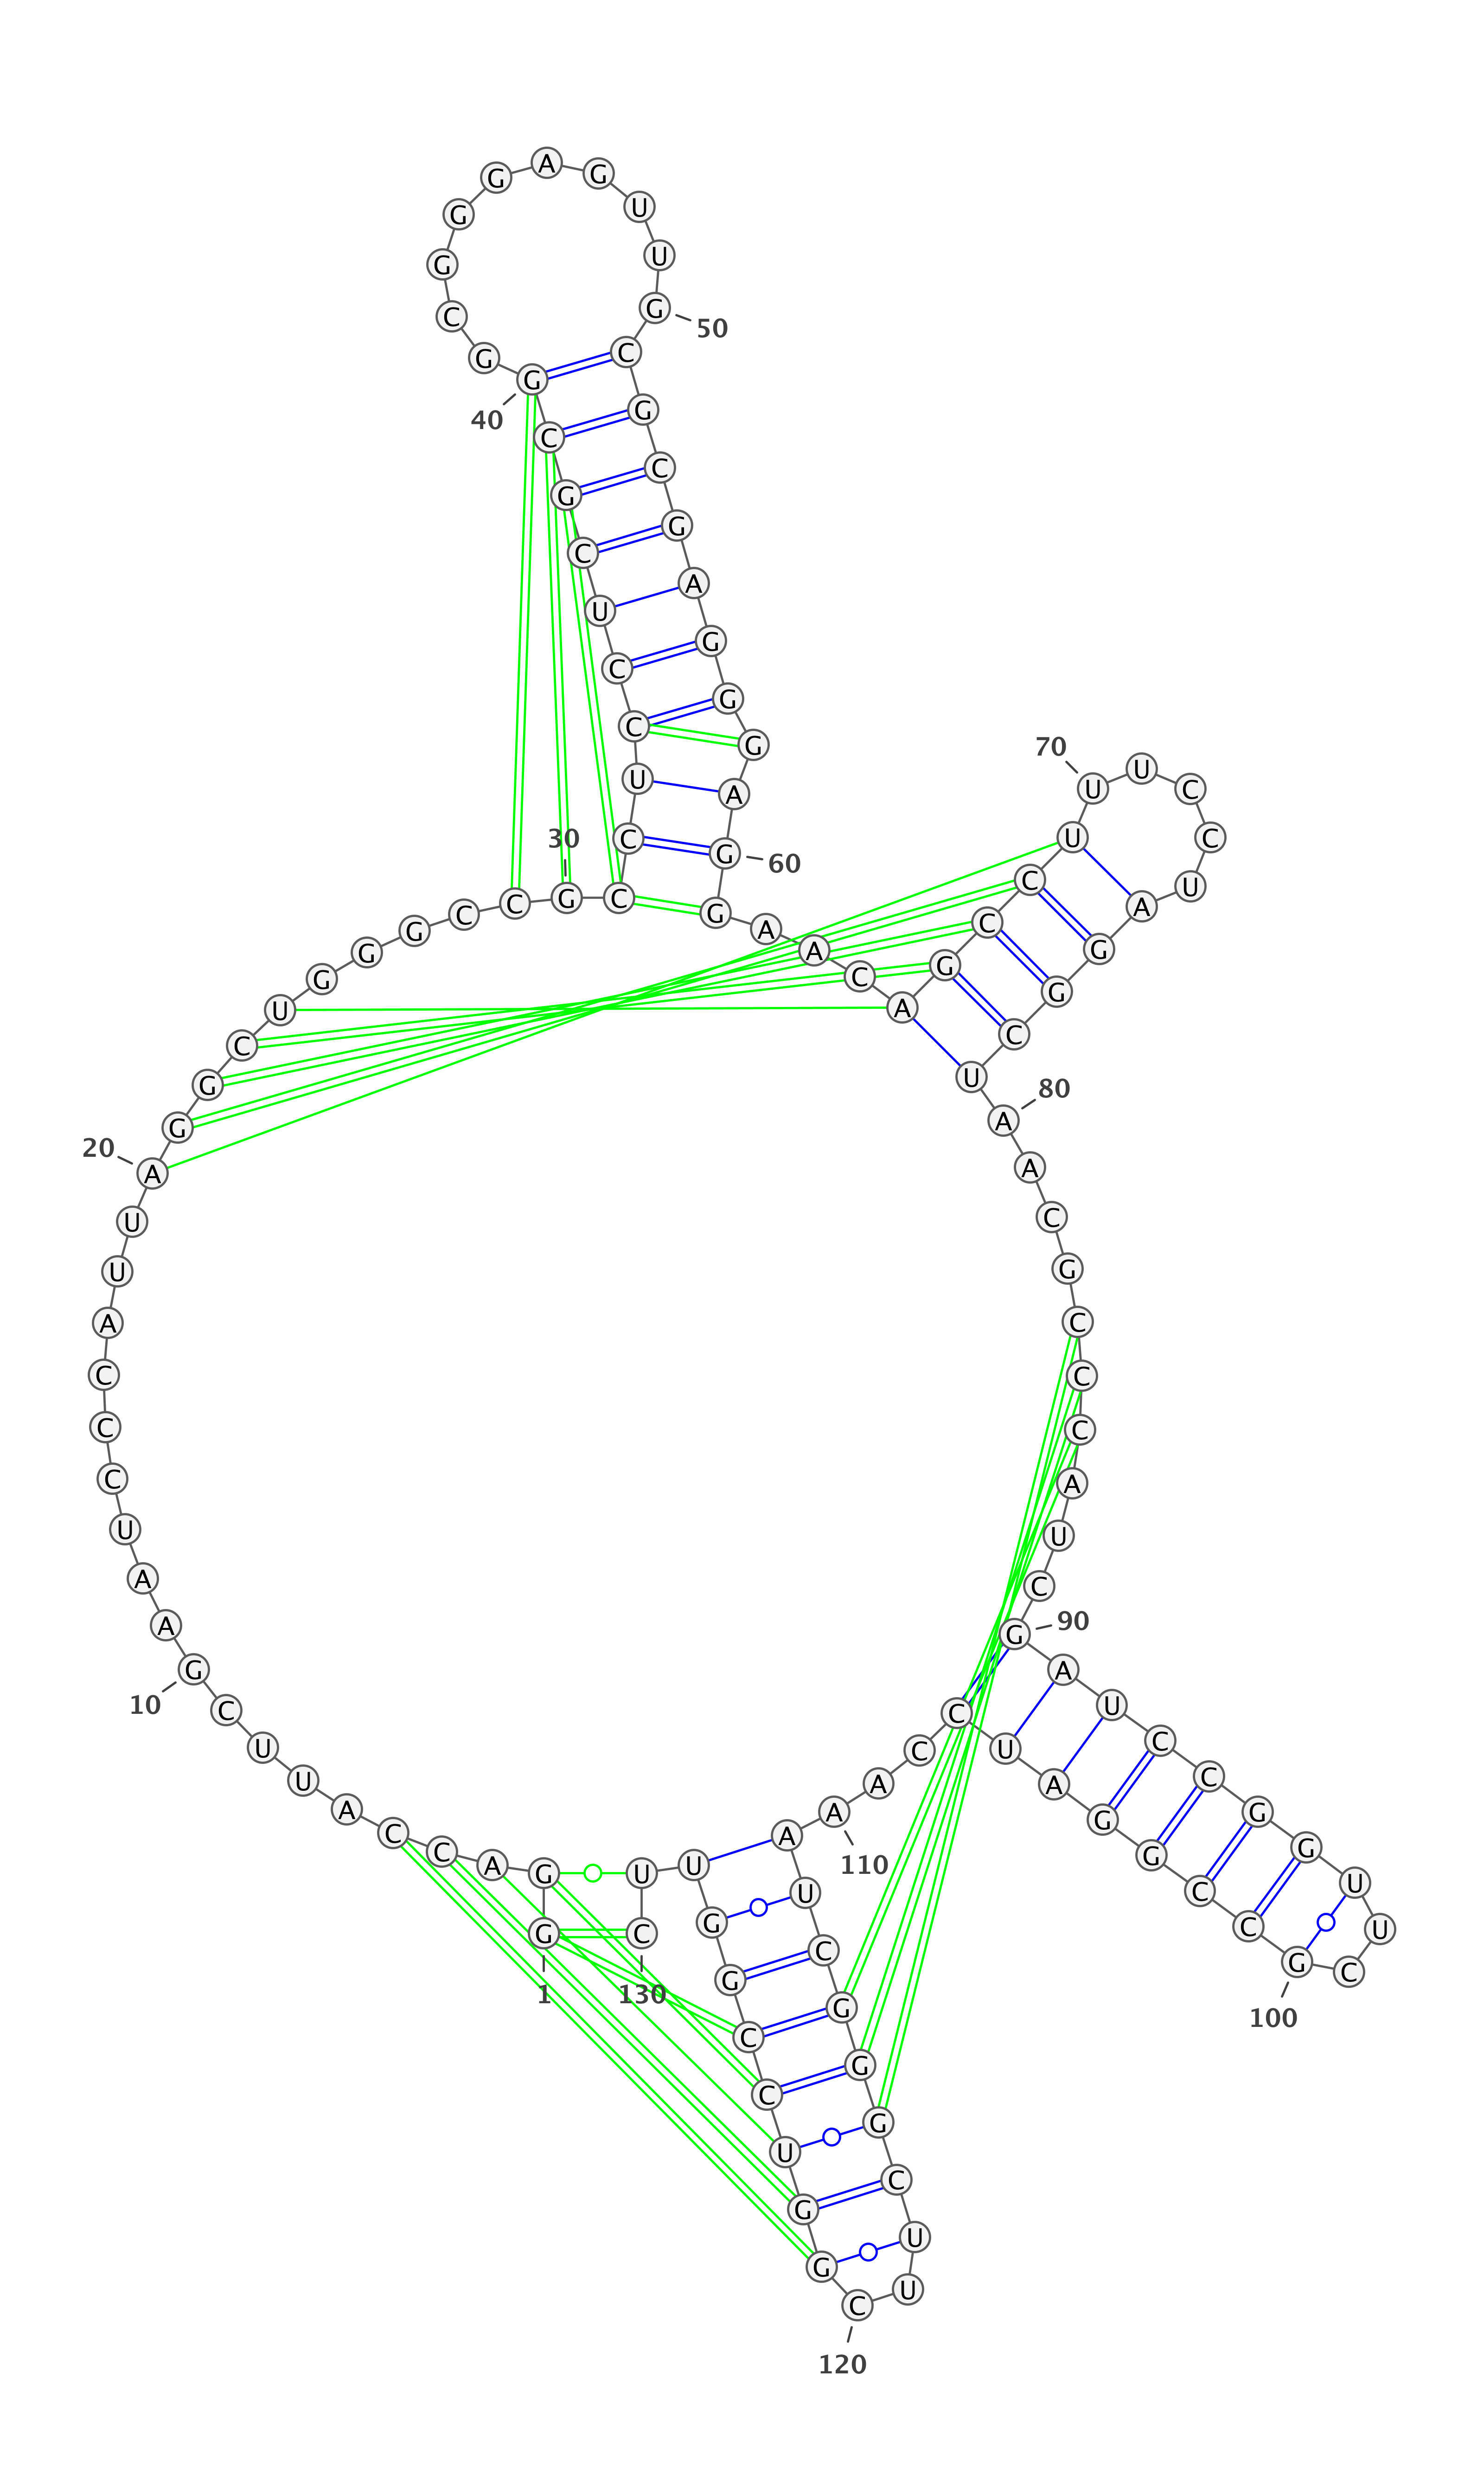 1
G G A C C A U U C G
10
A A U C C C A U U A
20
G G C U G G G C C G
30
C C U C C U C G C G
40
G C G G G A G U U G
50
C G C G A G G G A G
60
G A A C A G C C U U
70
U C C U A G G C U A
80
A C G C C C A U C G
90
A U C C G G U U C G
100
C C G G A U C C A A
110
A U C G G G C U U C
120
G G U C C G G U U C
130